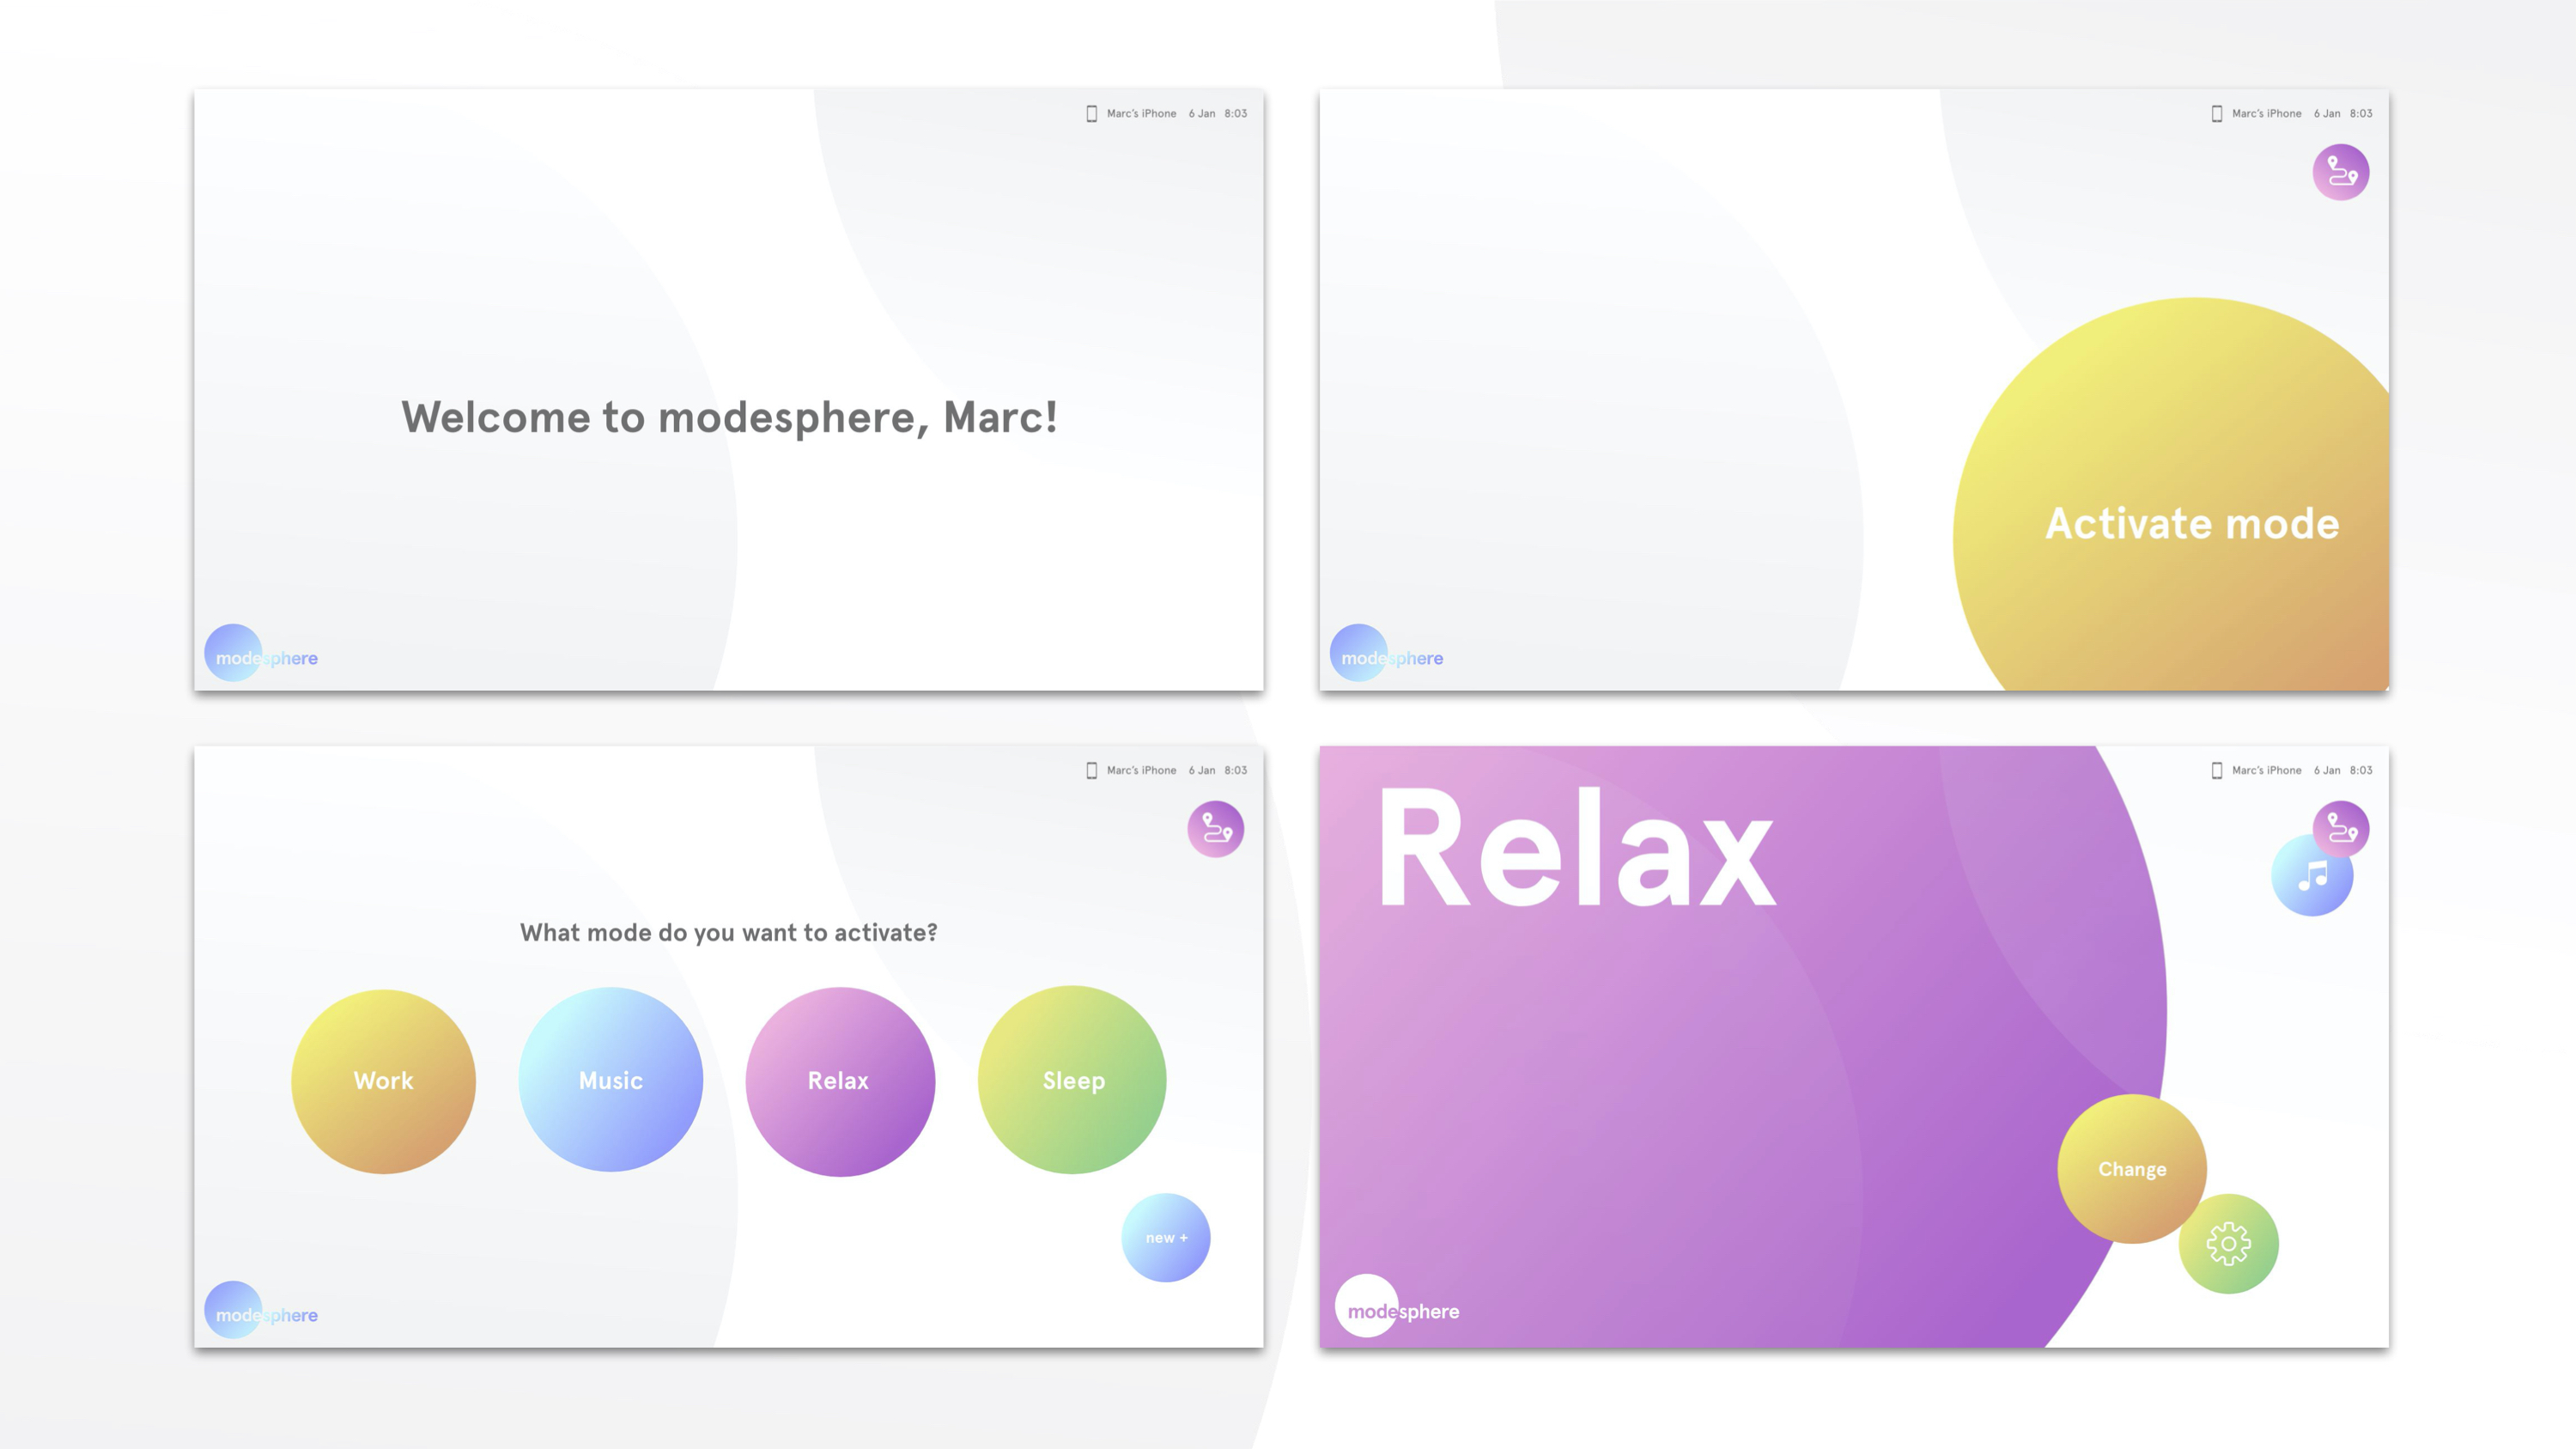 Marc's iPhone 6 Jan 8:03
Welcome to modesphere, Marc!
modesphere
Marc's iPhone 6 Jan 8:03
Activate mode
modesphere
Marc's iPhone 6 Jan 8:03
What mode do you want to activate?
Work Music Relax Sleep
new +
modesphere
Marc's iPhone 6 Jan 8:03
Relax
Change
modesphere